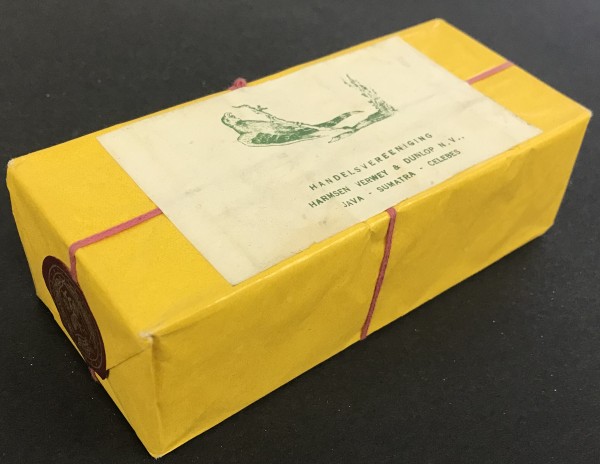 HANDELSVEREENIGING
HARMSEN VERWEY & DUNLOP N.V.,
JAVA - SUMATRA - CELEBES